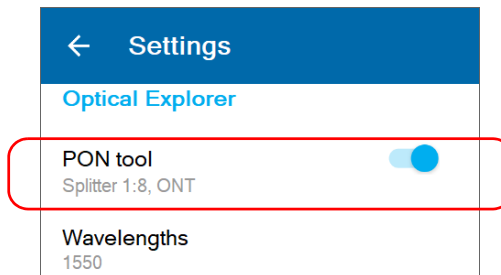 Settings
Optical Explorer
PON tool
Splitter 1:8, ONT
Wavelengths
1550